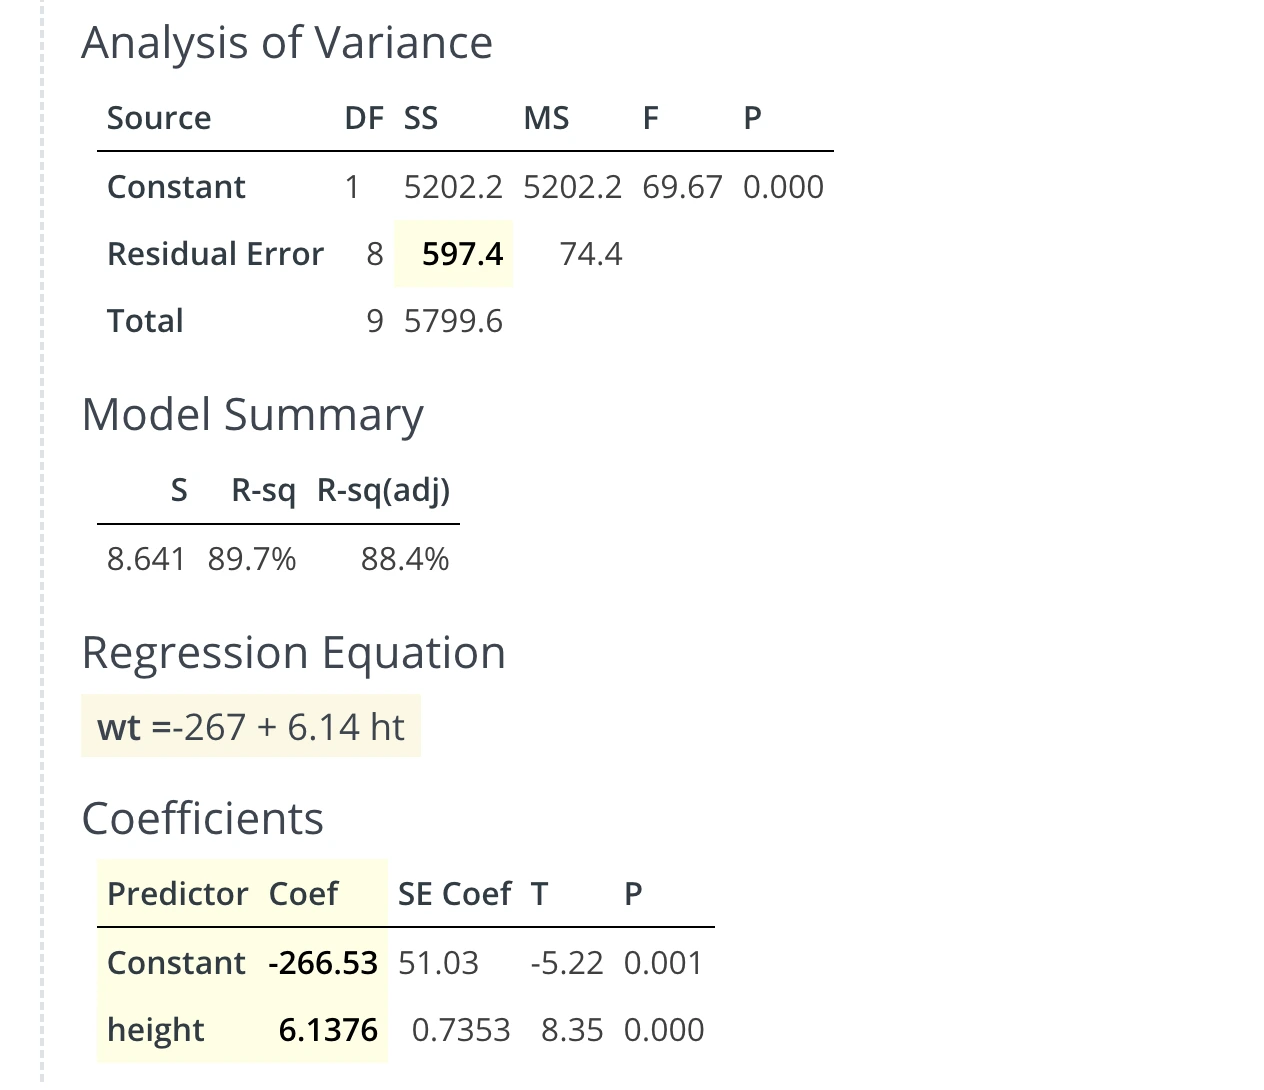 Analysis of Variance
Source DF SS MS F P
Constant 1 5202.2 5202.2 69.67 0.000
Residual Error 8 597.4 74.4
Total 9 5799.6
Model Summary
S R-sq R-sq(adj)
8.641 89.7% 88.4%
Regression Equation
wt =-267 + 6.14 ht
Coefficients
Predictor Coef SE Coef T P
Constant -266.53 51.03 -5.22 0.001
height 6.1376 0.7353 8.35 0.000